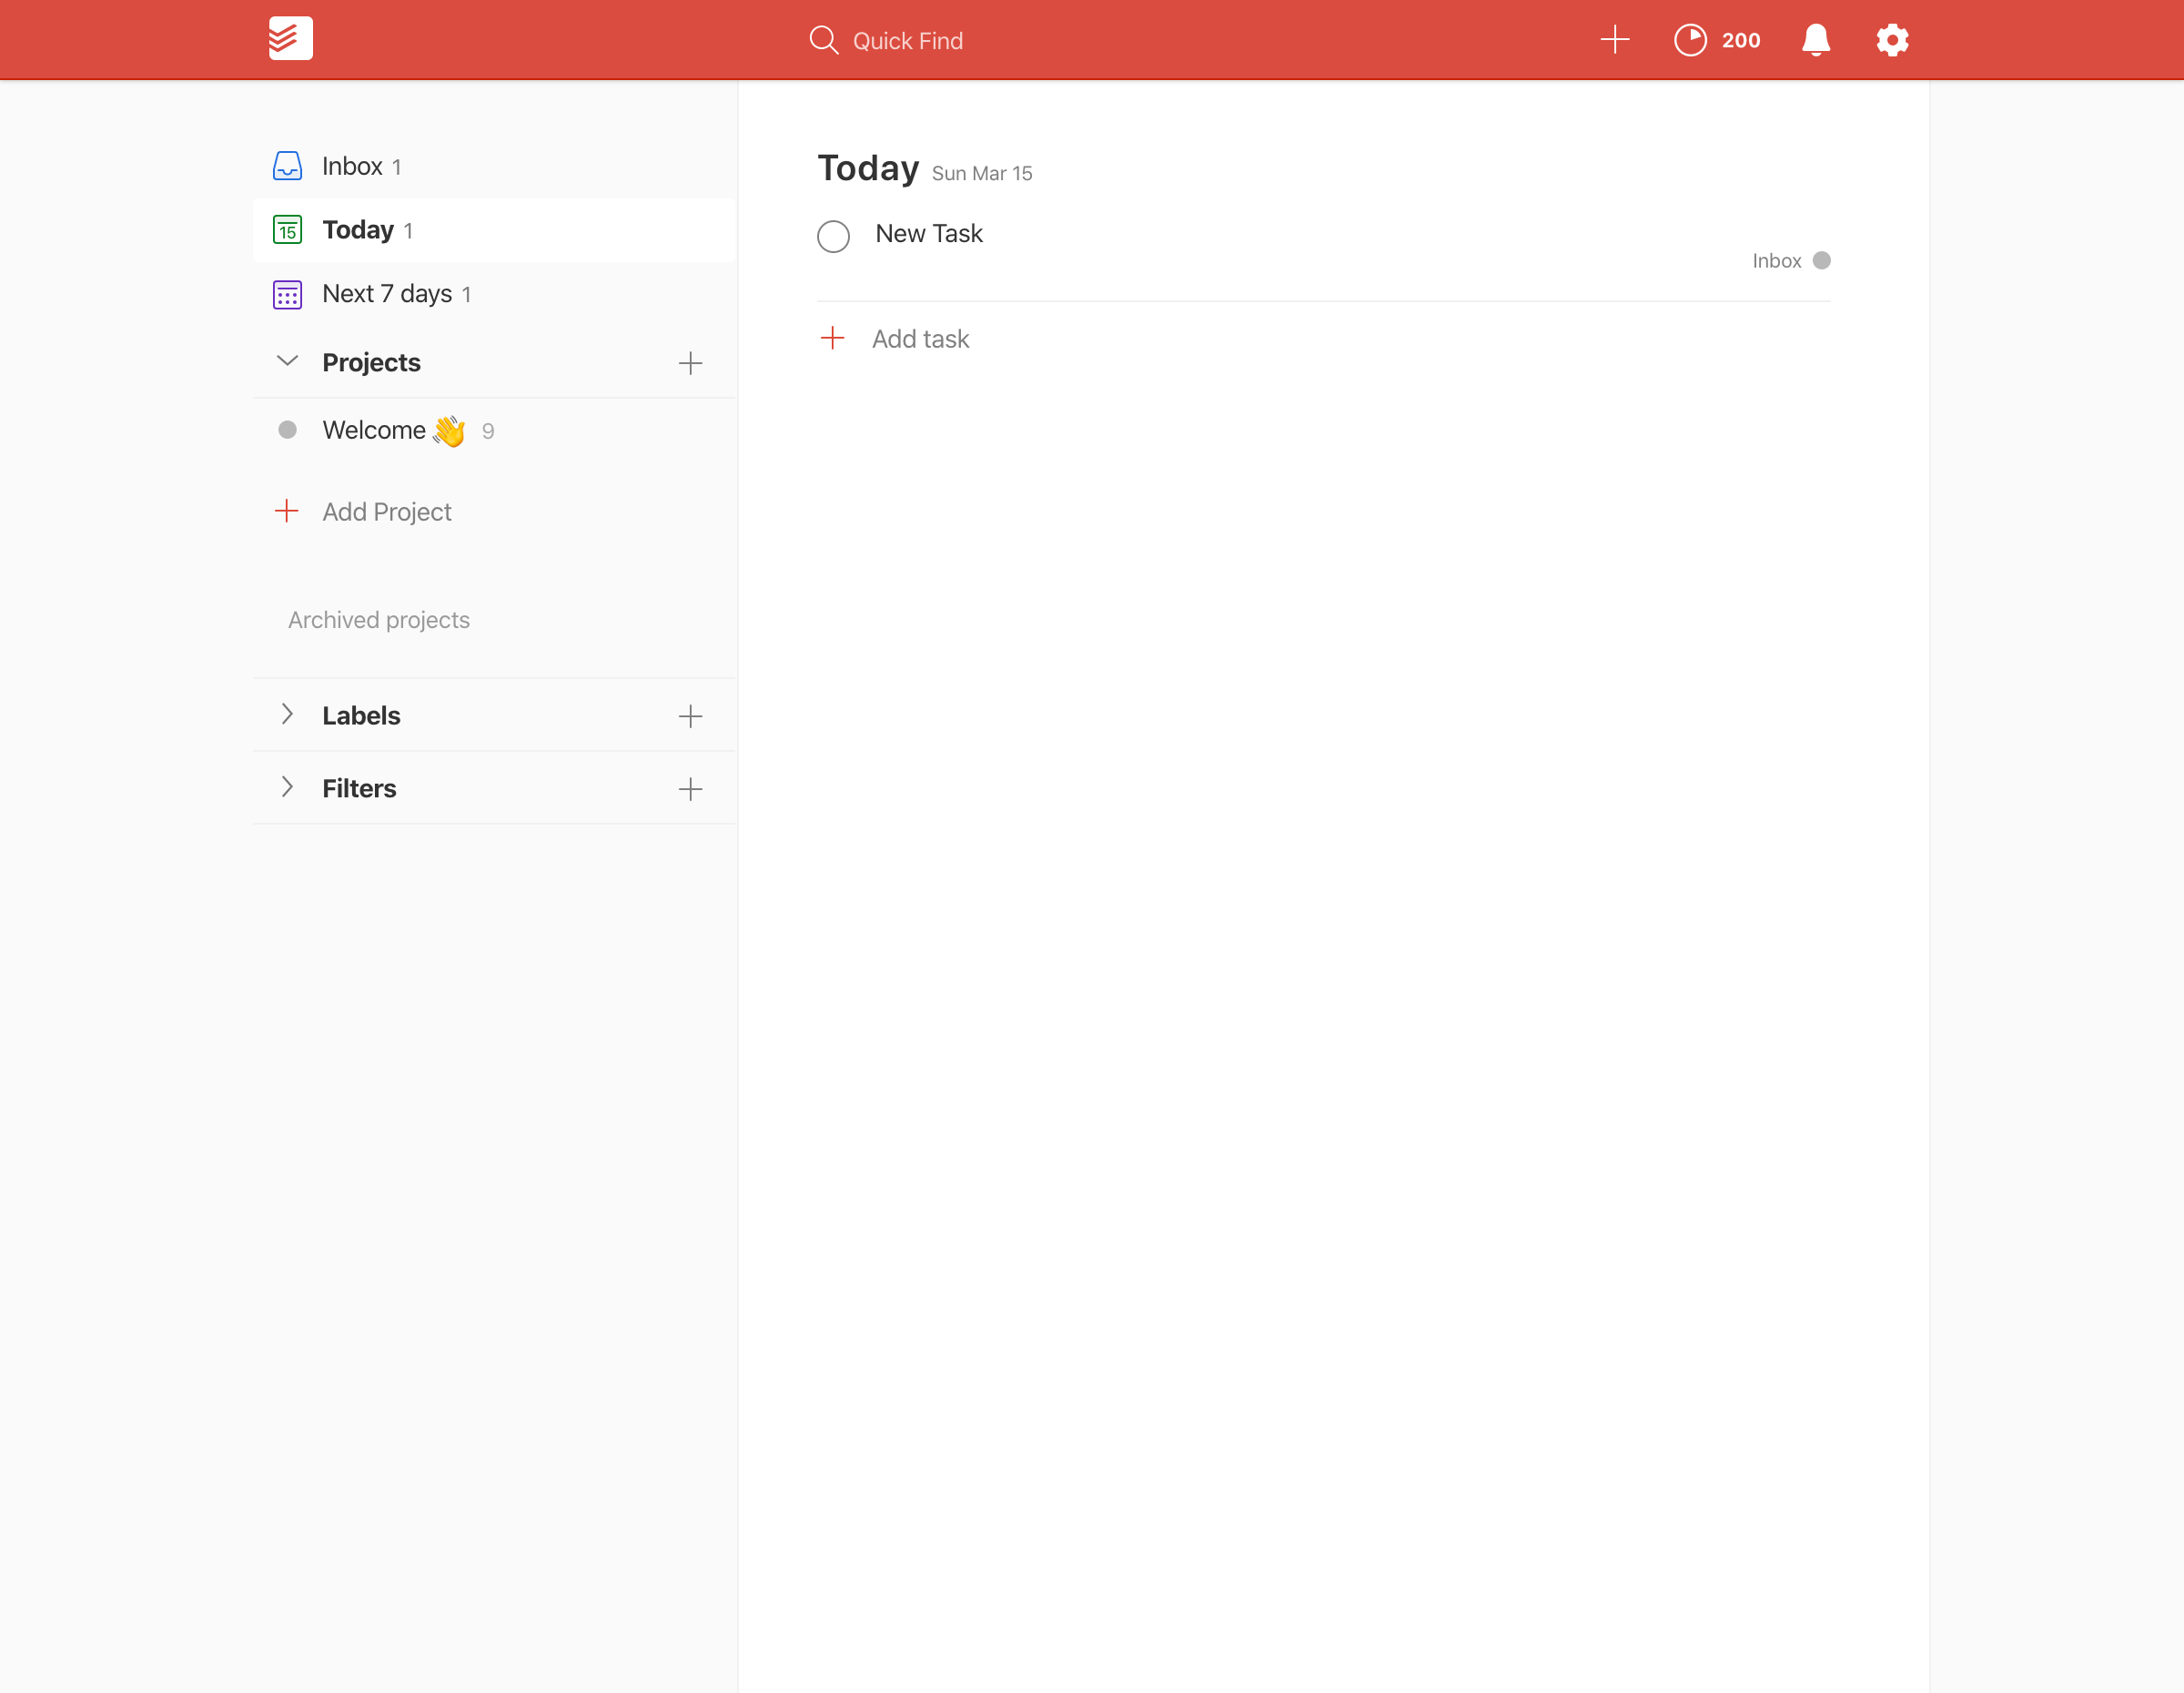 Quick Find
200
Inbox 1
15 Today 1
Next 7 days 1
Projects
Welcome 👋 9
Add Project
Archived projects
Labels
Filters
Today Sun Mar 15
New Task
Inbox
Add task